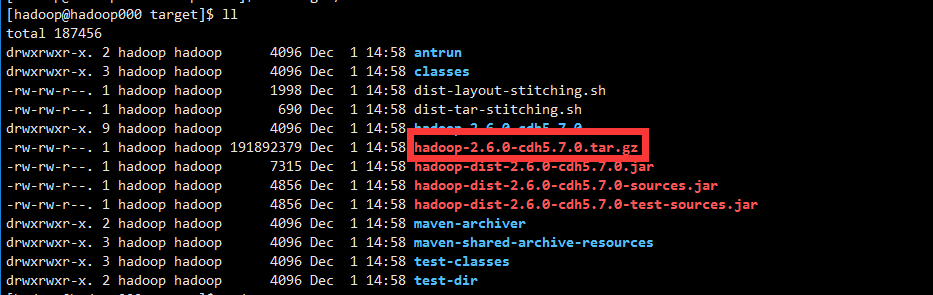 [hadoop@hadoop000 target]$ ll
total 187456
drwxrwxr-x. 2 hadoop hadoop 4096 Dec 1 14:58 antrun
drwxrwxr-x. 3 hadoop hadoop 4096 Dec 1 14:58 classes
-rw-rw-r--. 1 hadoop hadoop 1998 Dec 1 14:58 dist-layout-stitching.sh
-rw-rw-r--. 1 hadoop hadoop 690 Dec 1 14:58 dist-tar-stitching.sh
drwxrwxr-x. 9 hadoop hadoop 4096 Dec 1 14:58 hadoop-2.6.0-cdh5.7.0
-rw-rw-r--. 1 hadoop hadoop 191892379 Dec 1 14:58 hadoop-2.6.0-cdh5.7.0.tar.gz
-rw-rw-r--. 1 hadoop hadoop 7315 Dec 1 14:58 hadoop-dist-2.6.0-cdh5.7.0.jar
-rw-rw-r--. 1 hadoop hadoop 4856 Dec 1 14:58 hadoop-dist-2.6.0-cdh5.7.0-sources.jar
-rw-rw-r--. 1 hadoop hadoop 4856 Dec 1 14:58 hadoop-dist-2.6.0-cdh5.7.0-test-sources.jar
drwxrwxr-x. 2 hadoop hadoop 4096 Dec 1 14:58 maven-archiver
drwxrwxr-x. 3 hadoop hadoop 4096 Dec 1 14:58 maven-shared-archive-resources
drwxrwxr-x. 3 hadoop hadoop 4096 Dec 1 14:58 test-classes
drwxrwxr-x. 2 hadoop hadoop 4096 Dec 1 14:58 test-dir